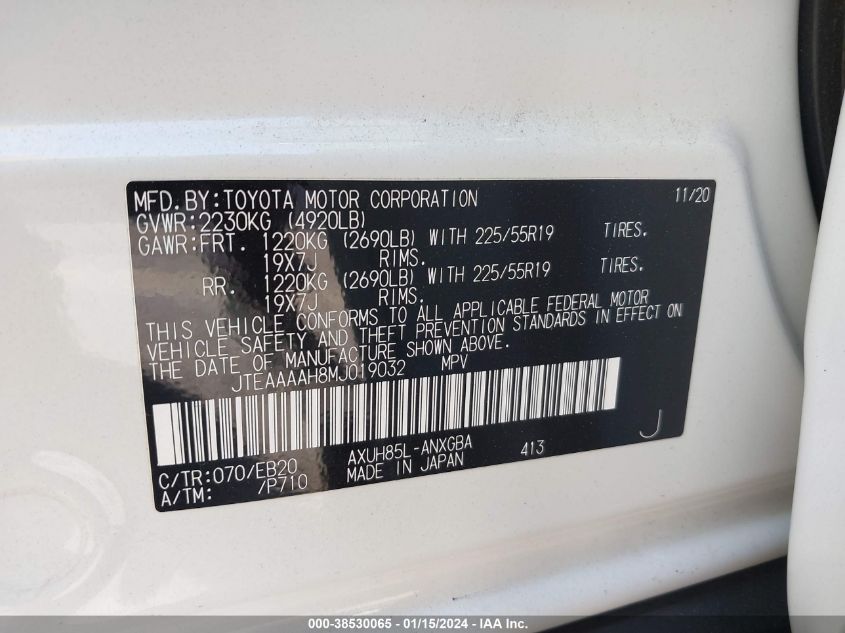 MFD.BY:TOYOTA MOTOR CORPORATION 11/20
GVWR:2230KG (4920LB)
GAWR:FRT. 1220KG (2690LB) WITH 225/55R19 TIRES.
19X7J RIMS.
RR. 1220KG (2690LB) WITH 225/55R19 TIRES.
19X7J RIMS.
THIS VEHICLE CONFORMS TO ALL APPLICABLE FEDERAL MOTOR
VEHICLE SAFETY AND THEFT PREVENTION STANDARDS IN EFFECT ON
THE DATE OF MANUFACTURE SHOWN ABOVE.
JTEAAAAH8MJ019032 MPV
C/TR:070/EB20 AXUH85L-ANXGBA 413 J
A/TM: /P710 MADE IN JAPAN
000-38530065 - 01/15/2024 - IAA Inc.